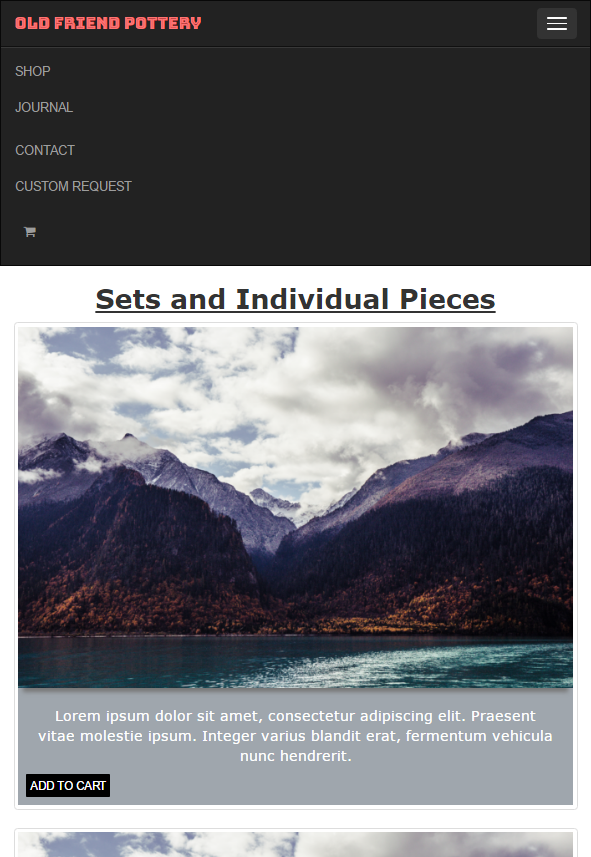 OLD FRIEND POTTERY
SHOP
JOURNAL
CONTACT
CUSTOM REQUEST
Sets and Individual Pieces
Lorem ipsum dolor sit amet, consectetur adipiscing elit. Praesent
vitae molestie ipsum. Integer varius blandit erat, fermentum vehicula
nunc hendrerit.
ADD TO CART